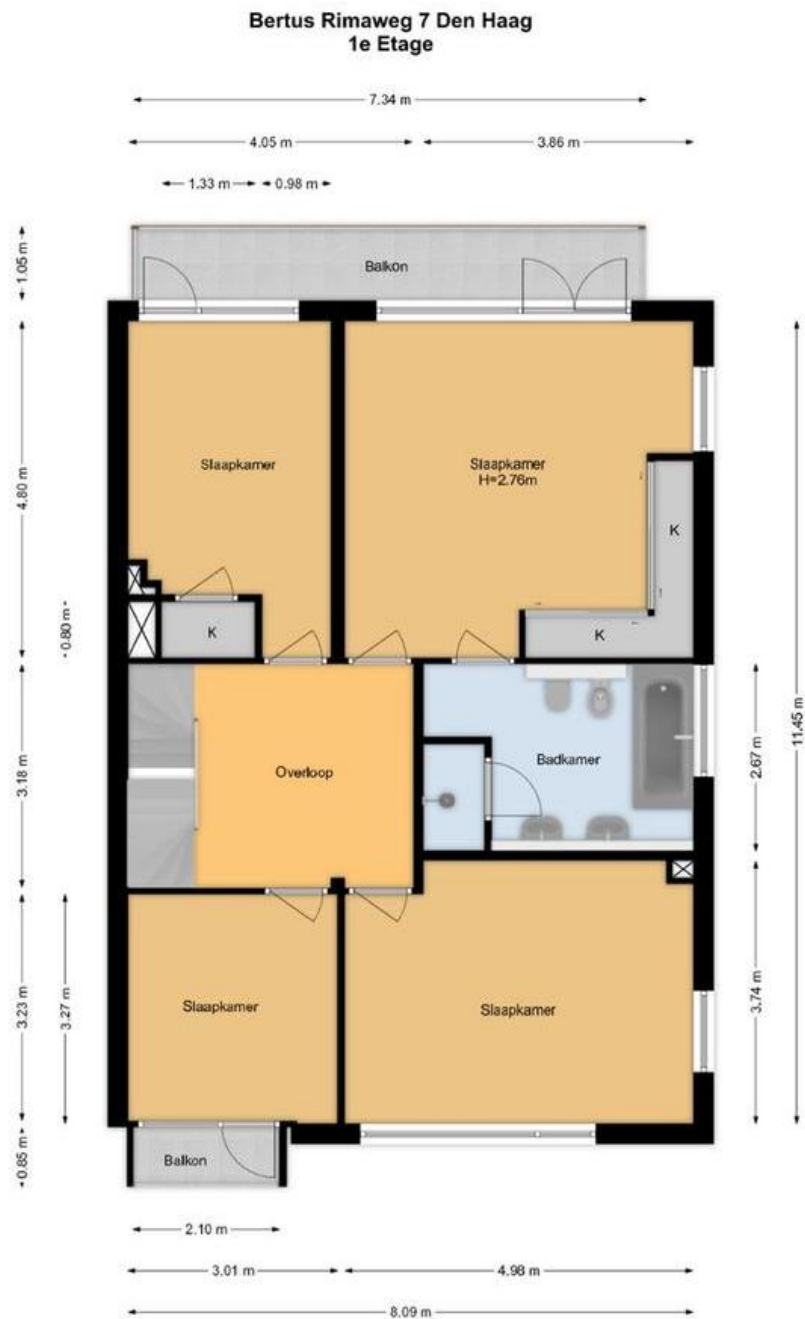 Bertus Rimaweg 7 Den Haag
1e Etage
7.34 m
4.05 m
3.86 m
1.33 m
0.98 m
1.05 m
Balkon
4.80 m
Slaapkamer
Slaapkamer
H=2.76m
K
K
K
0.80 m
11.45 m
3.18 m
Overloop
Badkamer
2.67 m
3.23 m
3.27 m
Slaapkamer
Slaapkamer
3.74 m
0.85 m
Balkon
2.10 m
3.01 m
4.98 m
8.09 m